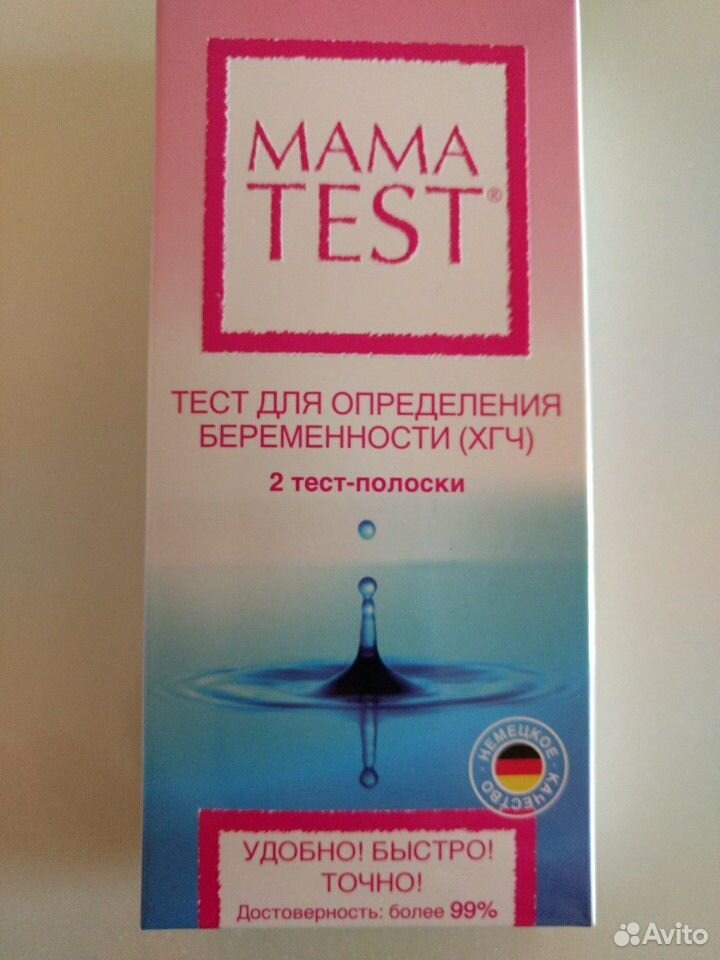 MAMA
TEST®
ТЕСТ ДЛЯ ОПРЕДЕЛЕНИЯ
БЕРЕМЕННОСТИ (ХГЧ)
2 тест-полоски
НЕМЕЦКОЕ
КАЧЕСТВО
УДОБНО! БЫСТРО!
ТОЧНО!
Достоверность: более 99%
Avito